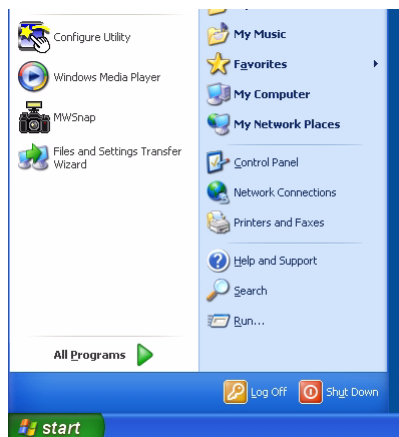 Configure Utility
Windows Media Player
MWSnap
Files and Settings Transfer
Wizard
All Programs
My Music
Favorites
My Computer
My Network Places
Control Panel
Network Connections
Printers and Faxes
Help and Support
Search
Run...
Log Off
Shut Down
start